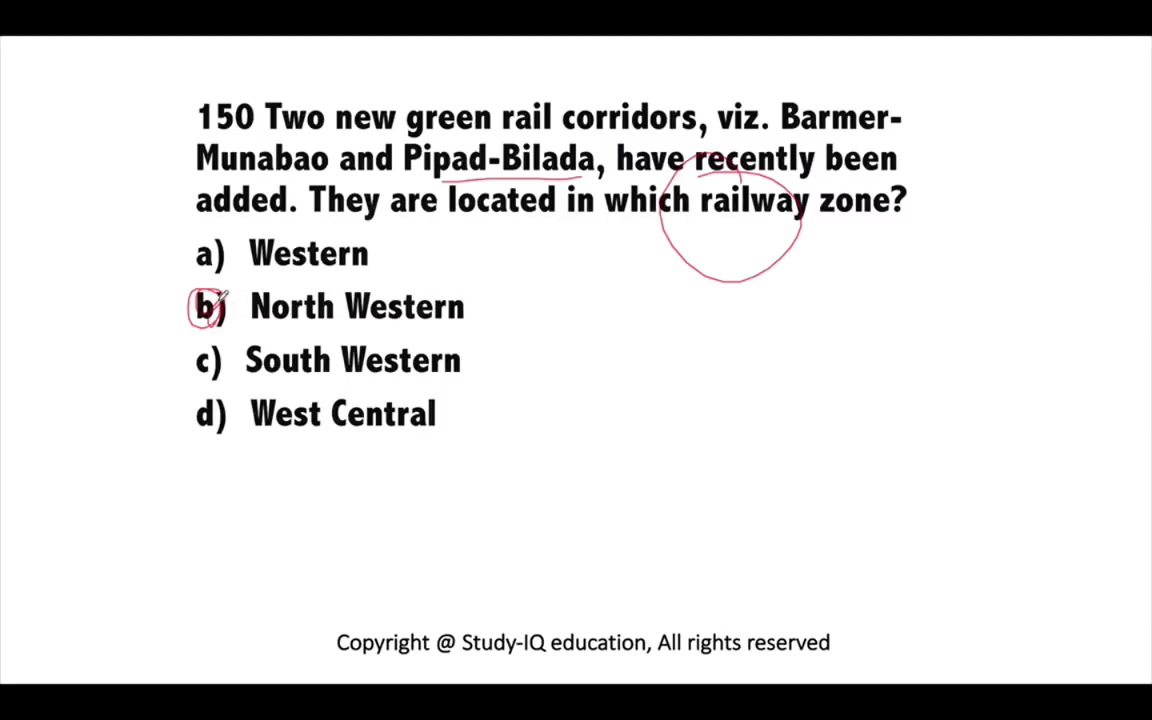 150 Two new green rail corridors, viz. Barmer-
Munabao and Pipad-Bilada, have recently been
added. They are located in which railway zone?
a) Western
b) North Western
c) South Western
d) West Central
Copyright @ Study-IQ education, All rights reserved